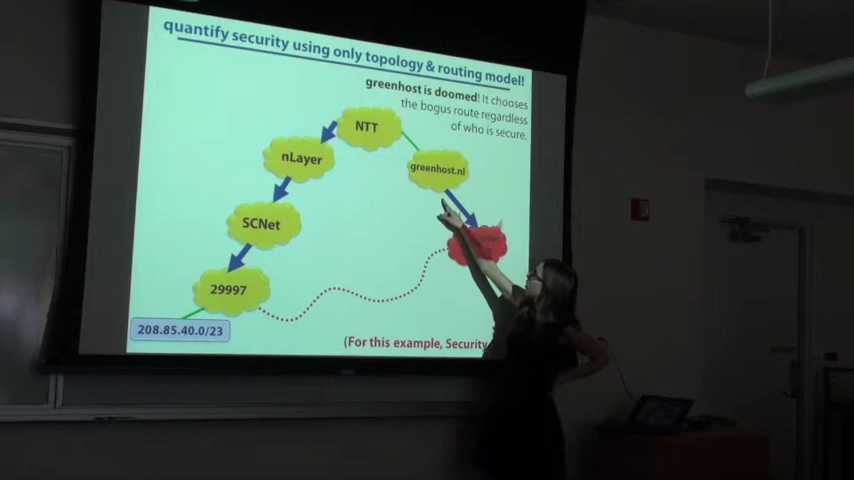 quantify security using only topology & routing model!
greenhost is doomed! It chooses
the bogus route regardless
of who is secure.
NTT
nLayer
greenhost.nl
SCNet
29997
208.85.40.0/23
(For this example, Security